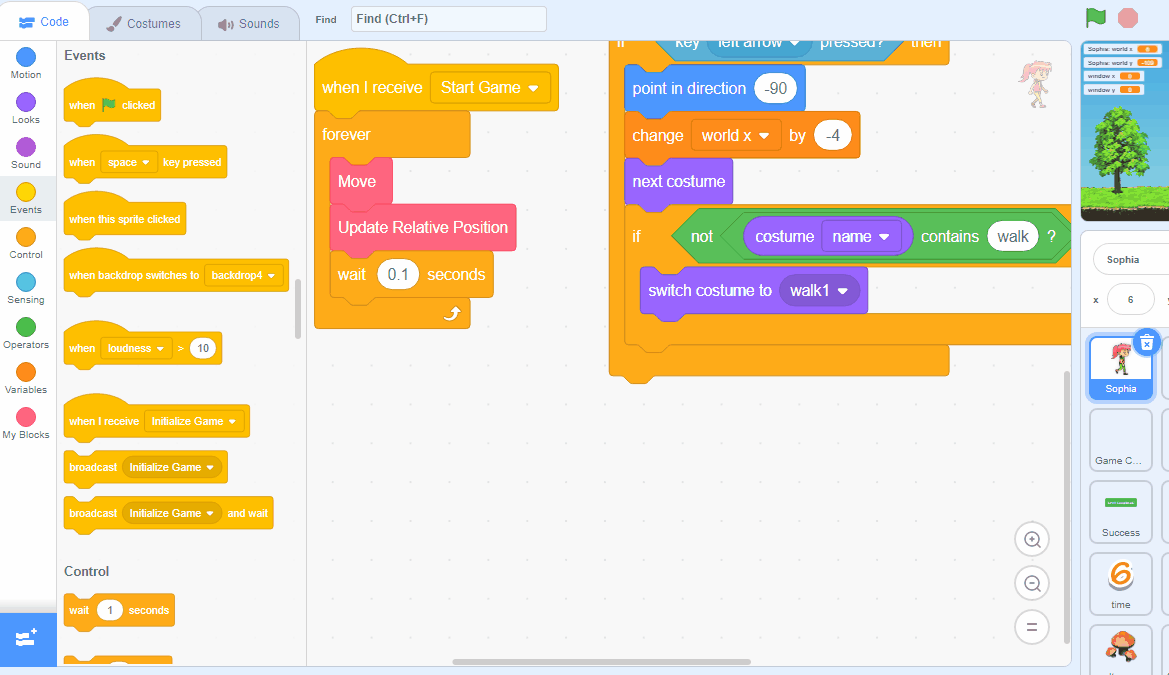 Code
Costumes
Sounds
Find
Find (Ctrl+F)
Motion
Looks
Sound
Events
Control
Sensing
Operators
Variables
My Blocks
Events
when clicked
when space key pressed
when this sprite clicked
when backdrop switches to backdrop4
when loudness > 10
when I receive Initialize Game
broadcast Initialize Game
broadcast Initialize Game and wait
Control
wait 1 seconds
when I receive Start Game
forever
Move
Update Relative Position
wait 0.1 seconds
if key left arrow pressed? then
point in direction -90
change world x by -4
next costume
if not costume name contains walk ?
switch costume to walk1
=
Sophia: world x
Sophia: world y
window x
window y
Sophia
x 6
Sophia
Game C...
Success
time